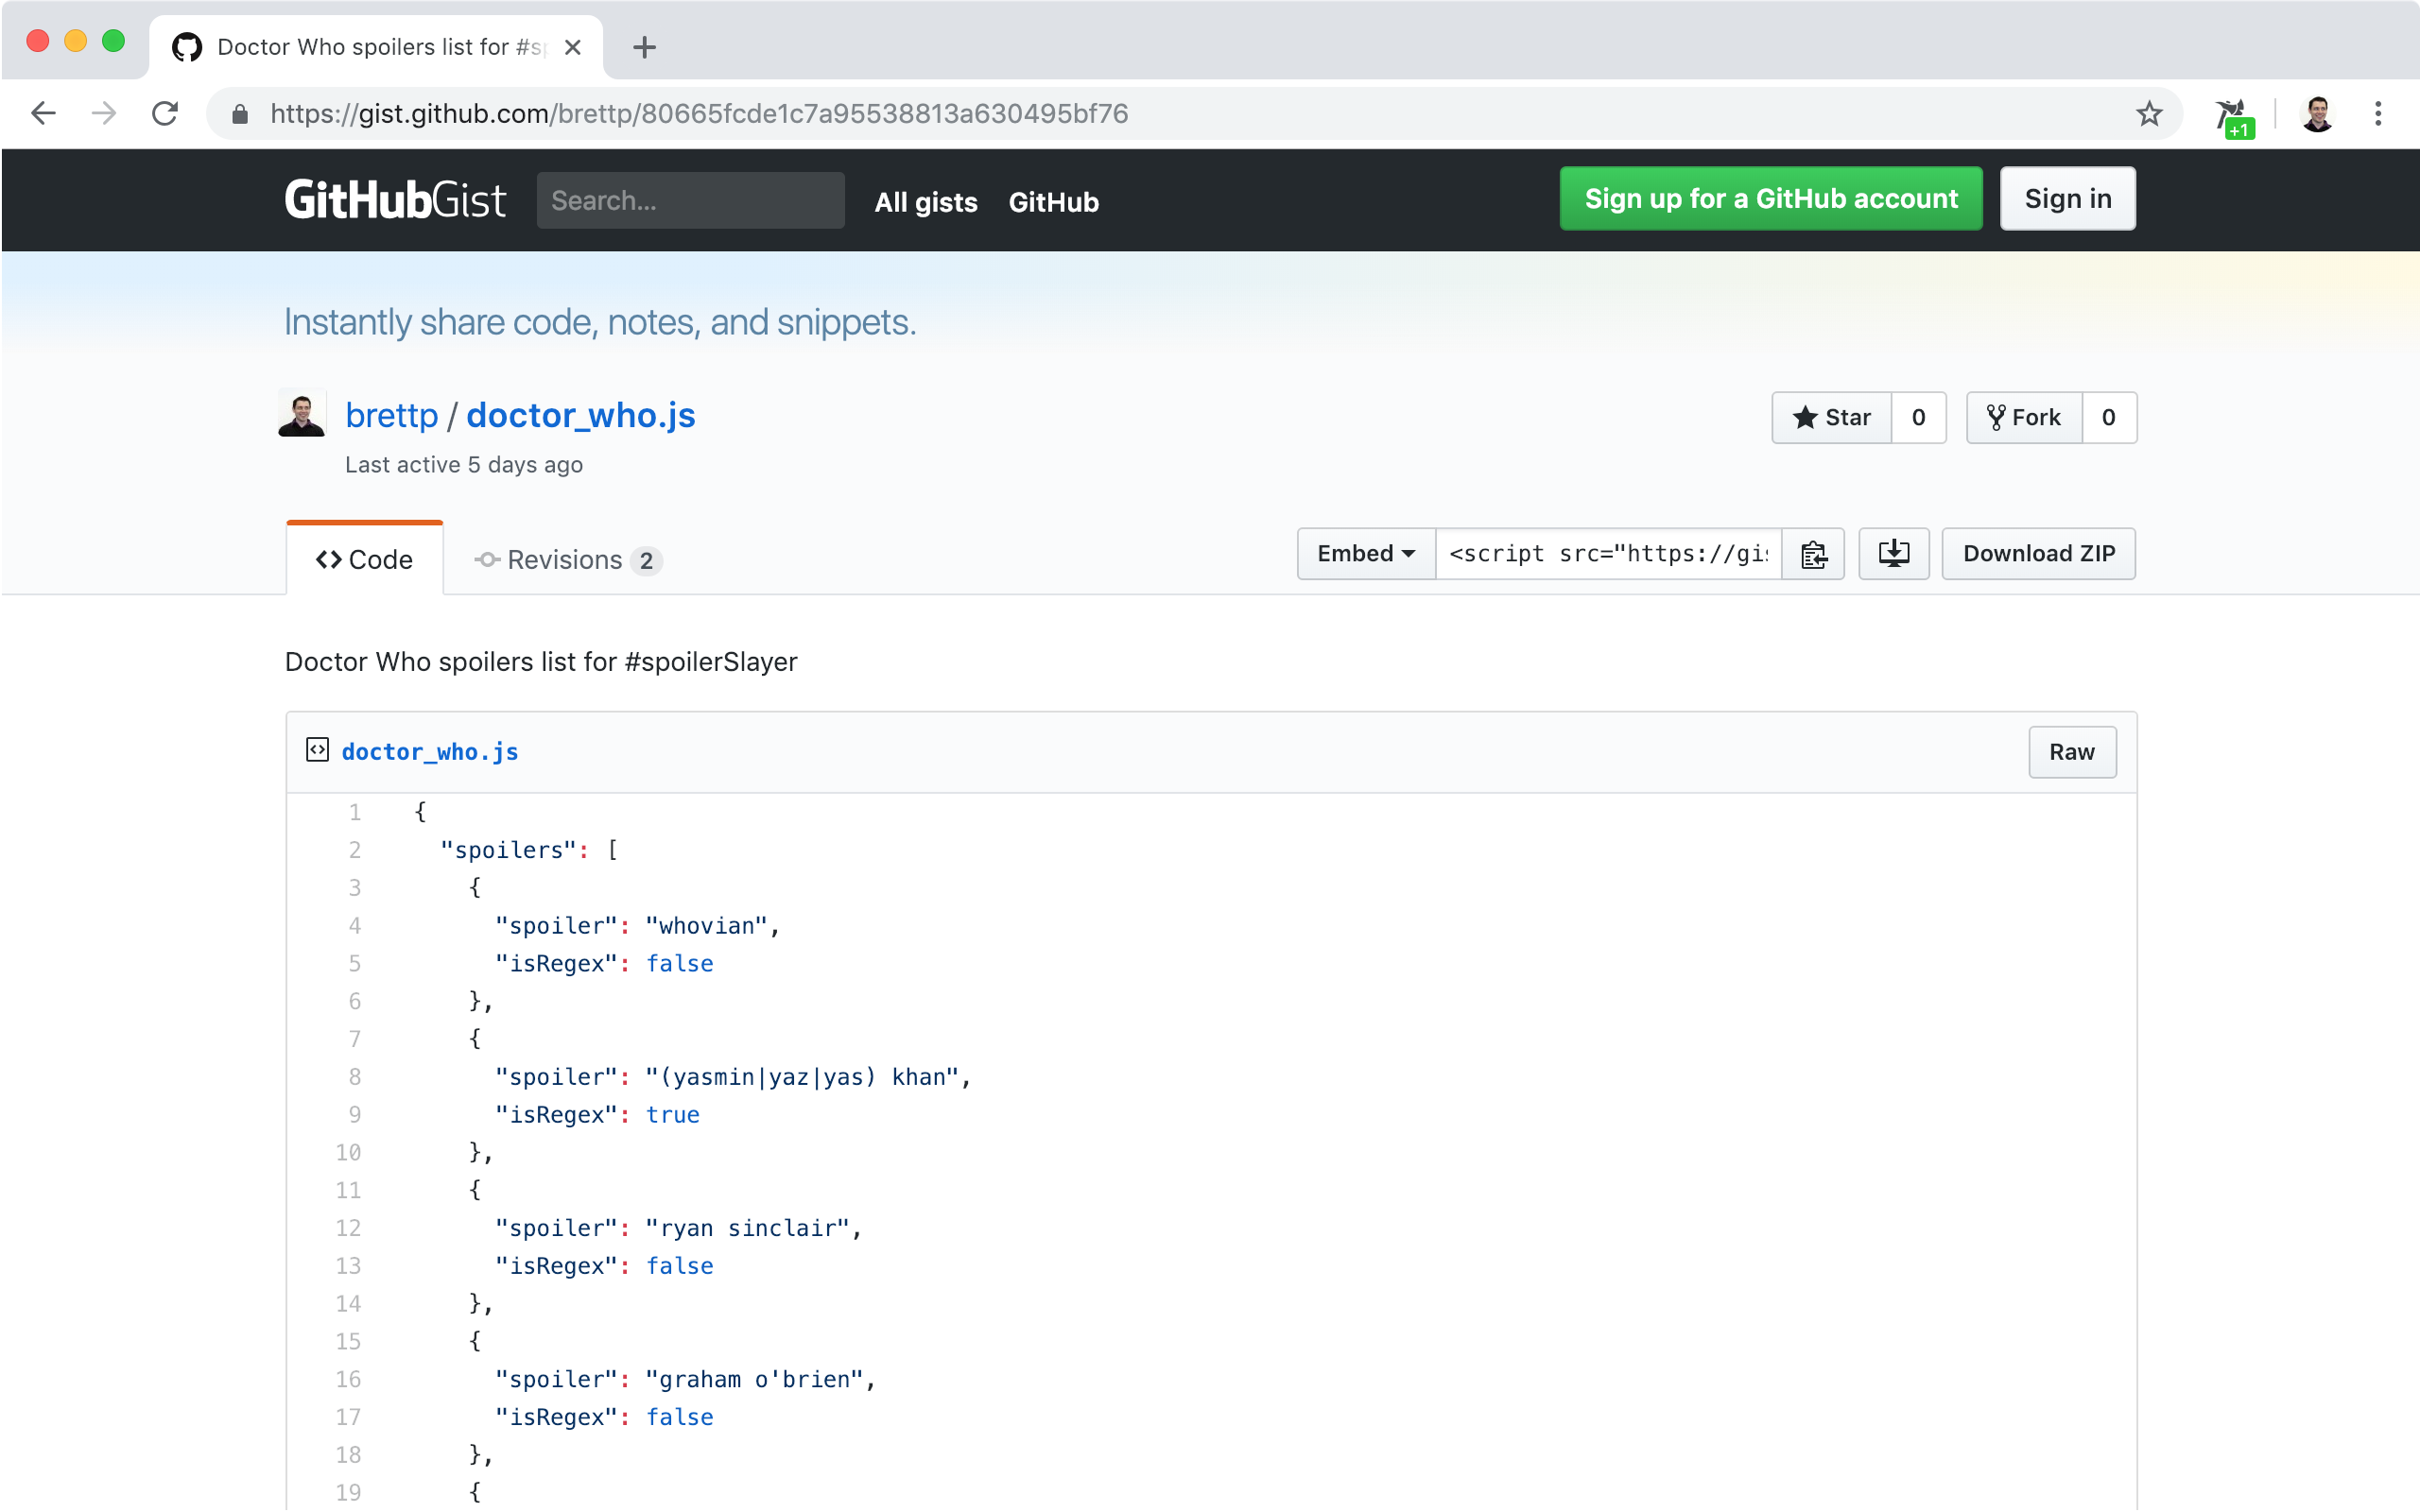 Doctor Who spoilers list for #sp
https://gist.github.com/brettp/80665fcde1c7a95538813a630495bf76
+1
GitHubGist Search... All gists GitHub Sign up for a GitHub account Sign in
Instantly share code, notes, and snippets.
brettp / doctor_who.js Star 0 Fork 0
Last active 5 days ago
Code Revisions 2 Embed <script src="https://gi Download ZIP
Doctor Who spoilers list for #spoilerSlayer
doctor_who.js Raw
1 {
2 "spoilers": [
3 {
4 "spoiler": "whovian",
5 "isRegex": false
6 },
7 {
8 "spoiler": "(yasmin|yaz|yas) khan",
9 "isRegex": true
10 },
11 {
12 "spoiler": "ryan sinclair",
13 "isRegex": false
14 },
15 {
16 "spoiler": "graham o'brien",
17 "isRegex": false
18 },
19 {